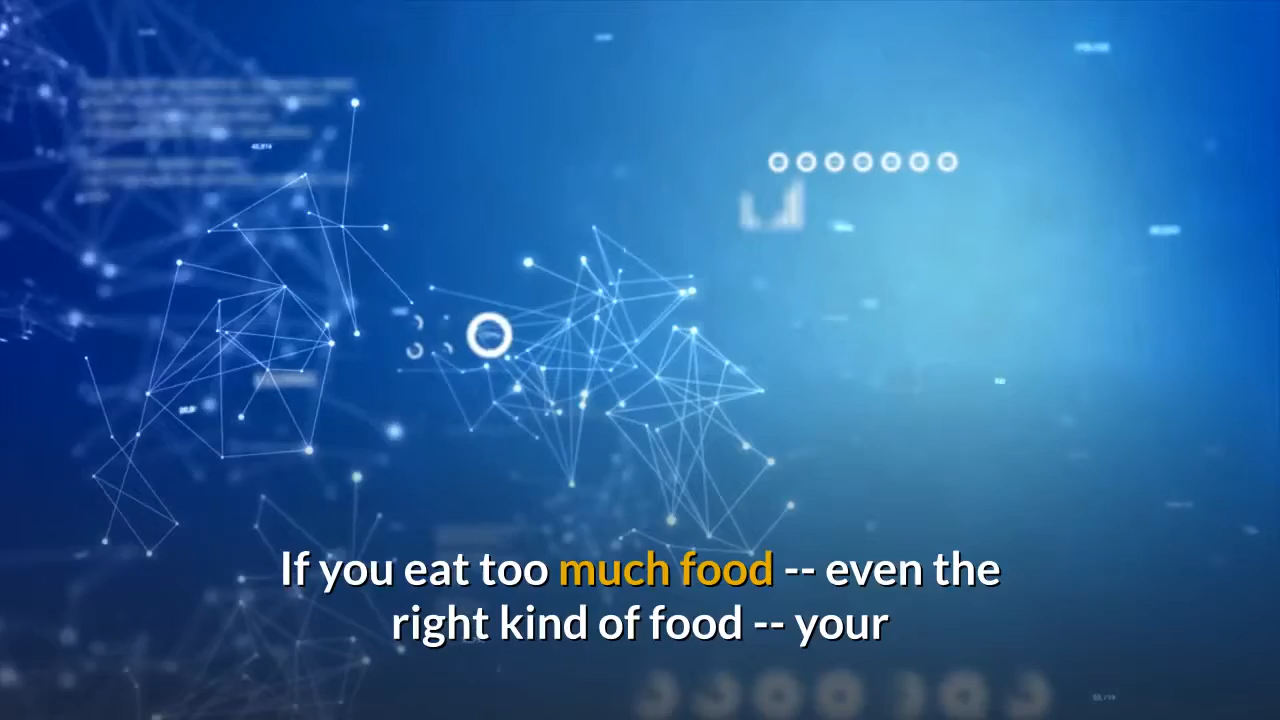 If you eat too much food -- even the
right kind of food -- your